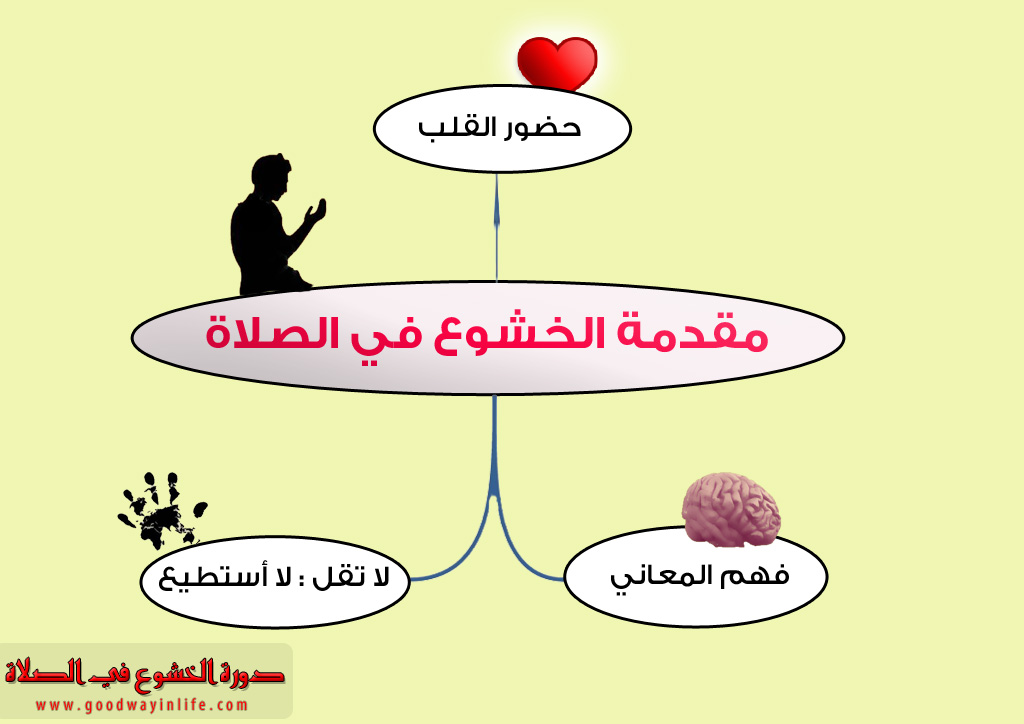 حضور القلب
مقدمة الخشوع في الصلاة
فهم المعاني
لا تقل : لا أستطيع
دورة الخشوع في الصلاة
www.goodwayinlife.com